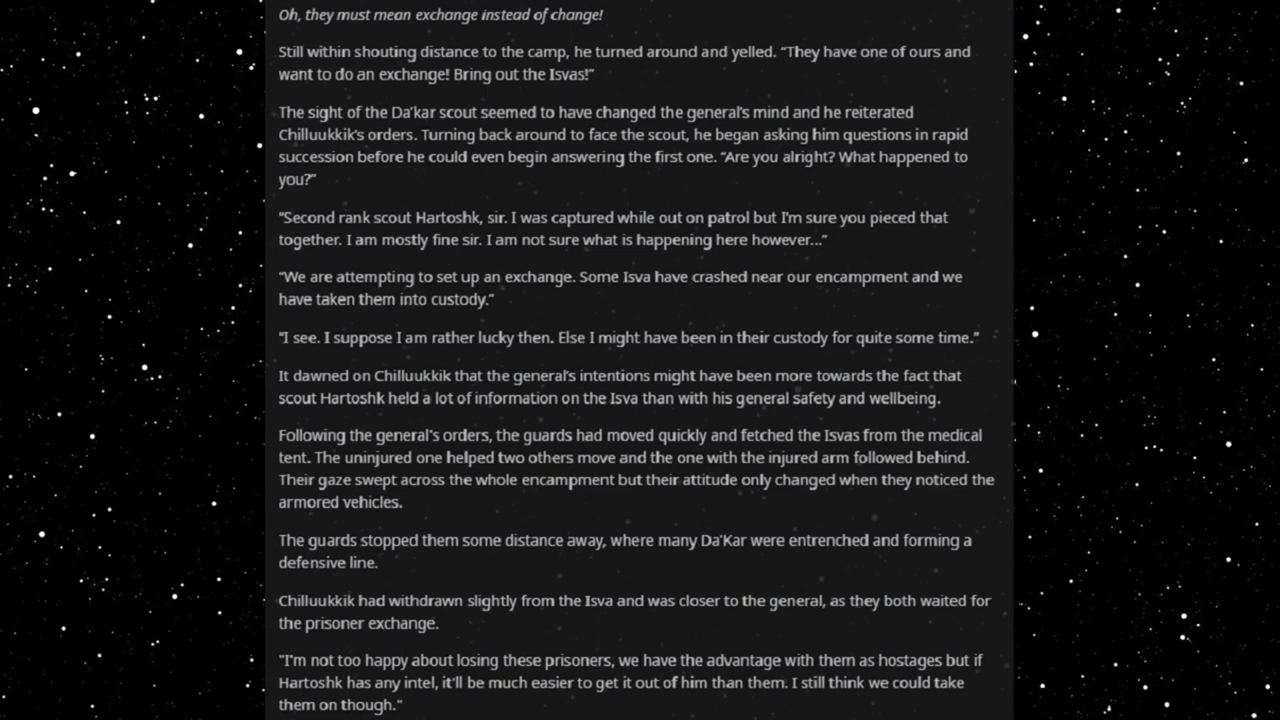 Oh, they must mean exchange instead of change!
Still within shouting distance to the camp, he turned around and yelled. “They have one of ours and
want to do an exchange! Bring out the Isvas!”
The sight of the Da’kar scout seemed to have changed the general’s mind and he reiterated
Chilluukkik’s orders. Turning back around to face the scout, he began asking him questions in rapid
succession before he could even begin answering the first one. “Are you alright? What happened to
you?”
“Second rank scout Hartoshk, sir. I was captured while out on patrol but I’m sure you pieced that
together. I am mostly fine sir. I am not sure what is happening here however...”
“We are attempting to set up an exchange. Some Isva have crashed near our encampment and we
have taken them into custody.”
“I see. I suppose I am rather lucky then. Else I might have been in their custody for quite some time.”
It dawned on Chilluukkik that the general’s intentions might have been more towards the fact that
scout Hartoshk held a lot of information on the Isva than with his general safety and wellbeing.
Following the general's orders, the guards had moved quickly and fetched the Isvas from the medical
tent. The uninjured one helped two others move and the one with the injured arm followed behind.
Their gaze swept across the whole encampment but their attitude only changed when they noticed the
armored vehicles.
The guards stopped them some distance away, where many Da’Kar were entrenched and forming a
defensive line.
Chilluukkik had withdrawn slightly from the Isva and was closer to the general, as they both waited for
the prisoner exchange.
"I'm not too happy about losing these prisoners, we have the advantage with them as hostages but if
Hartoshk has any intel, it'll be much easier to get it out of him than them. I still think we could take
them on though."